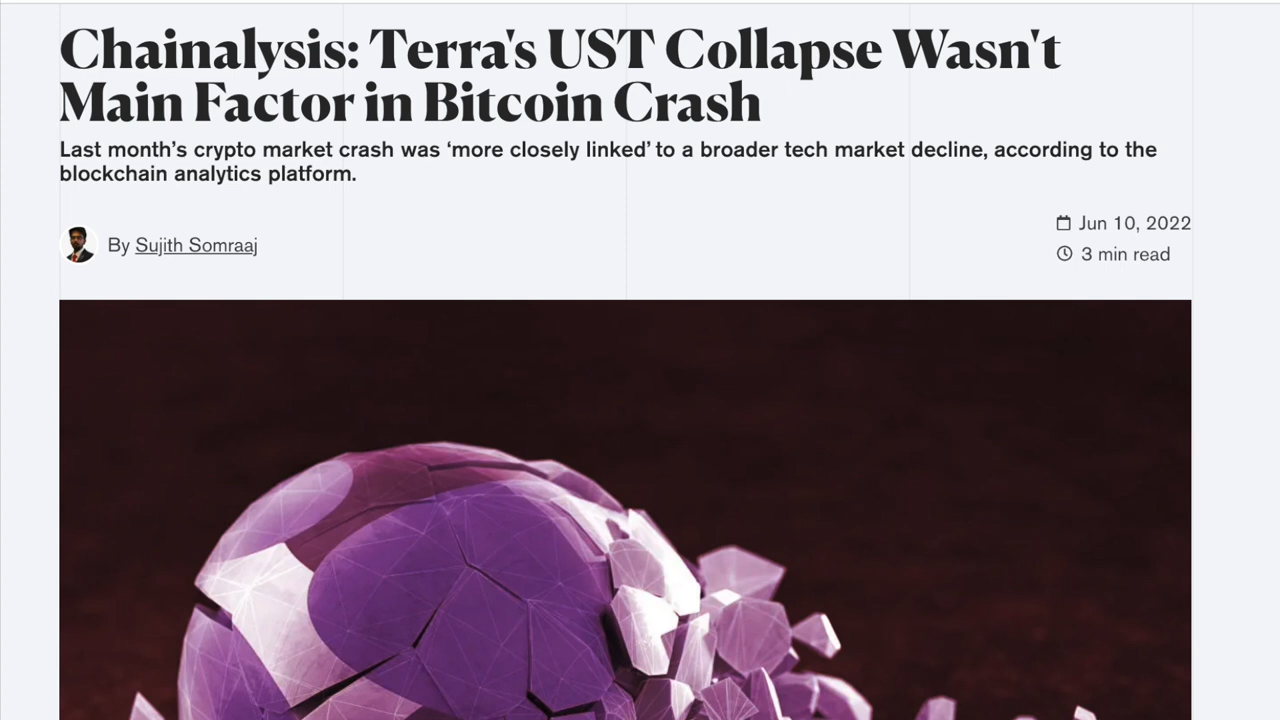 Chainalysis: Terra's UST Collapse Wasn't
Main Factor in Bitcoin Crash
Last month’s crypto market crash was ‘more closely linked’ to a broader tech market decline, according to the
blockchain analytics platform.
By Sujith Somraaj
Jun 10, 2022
3 min read